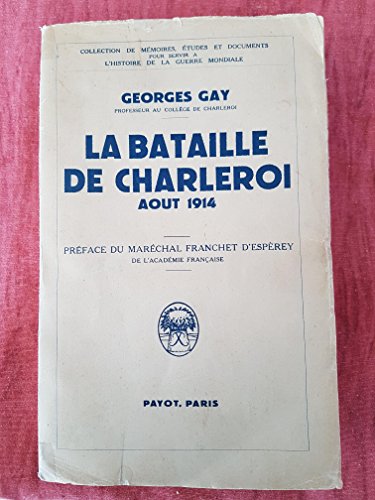 COLLECTION DE MÉMOIRES, ÉTUDES ET DOCUMENTS
POUR SERVIR A
L'HISTOIRE DE LA GUERRE MONDIALE
GEORGES GAY
PROFESSEUR AU COLLÈGE DE CHARLEROI
LA BATAILLE
DE CHARLEROI
AOUT 1914
PRÉFACE DU MARÉCHAL FRANCHET D'ESPÈREY
DE L'ACADÉMIE FRANÇAISE
PAYOT, PARIS